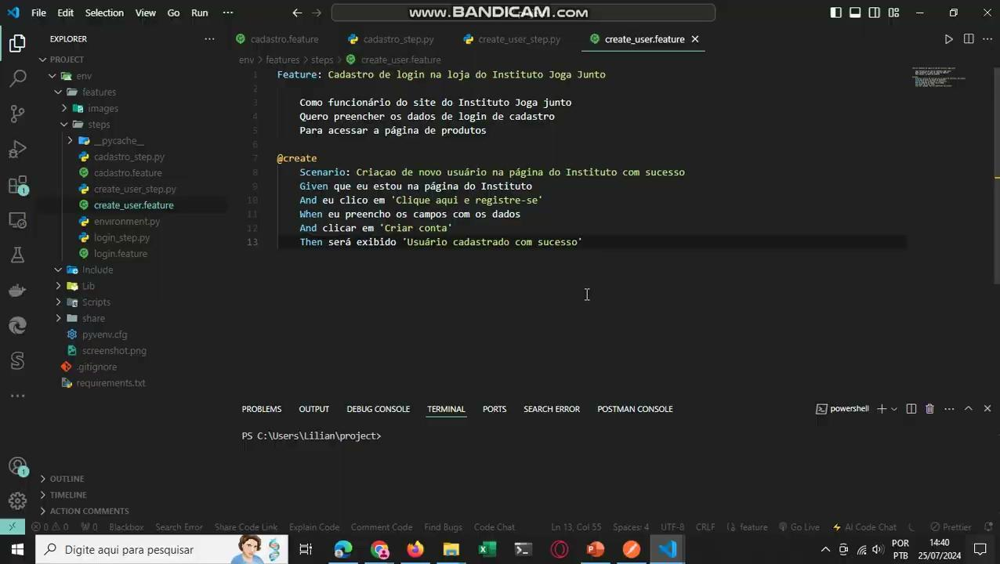 File Edit Selection View Go Run ···
www.BANDICAM.com
EXPLORER ···
cadastro.feature cadastro_step.py create_user_step.py create_user.feature
PROJECT
env > features > steps > create_user.feature
env
features
images
steps
__pycache__
cadastro_step.py
cadastro.feature
create_user_step.py
create_user.feature
environment.py
login_step.py
login.feature
Include
Lib
Scripts
share
pyvenv.cfg
screenshot.png
.gitignore
requirements.txt
OUTLINE
TIMELINE
ACTION COMMENTS
1 Feature: Cadastro de login na loja do Instituto Joga Junto
2
3 Como funcionário do site do Instituto Joga junto
4 Quero preencher os dados de login de cadastro
5 Para acessar a página de produtos
6
7 @create
8 Scenario: Criaçao de novo usuário na página do Instituto com sucesso
9 Given que eu estou na página do Instituto
10 And eu clico em 'Clique aqui e registre-se'
11 When eu preencho os campos com os dados
12 And clicar em 'Criar conta'
13 Then será exibido 'Usuário cadastrado com sucesso'
PROBLEMS OUTPUT DEBUG CONSOLE TERMINAL PORTS SEARCH ERROR POSTMAN CONSOLE powershell
PS C:\Users\Lilian\project>
1
1
0 0 0 Blackbox Search Error Share Code Link Explain Code Comment Code Find Bugs Code Chat Ln 13, Col 55 Spaces: 4 UTF-8 CRLF feature Go Live AI Code Chat Prettier
Digite aqui para pesquisar
POR
PTB
14:40
25/07/2024